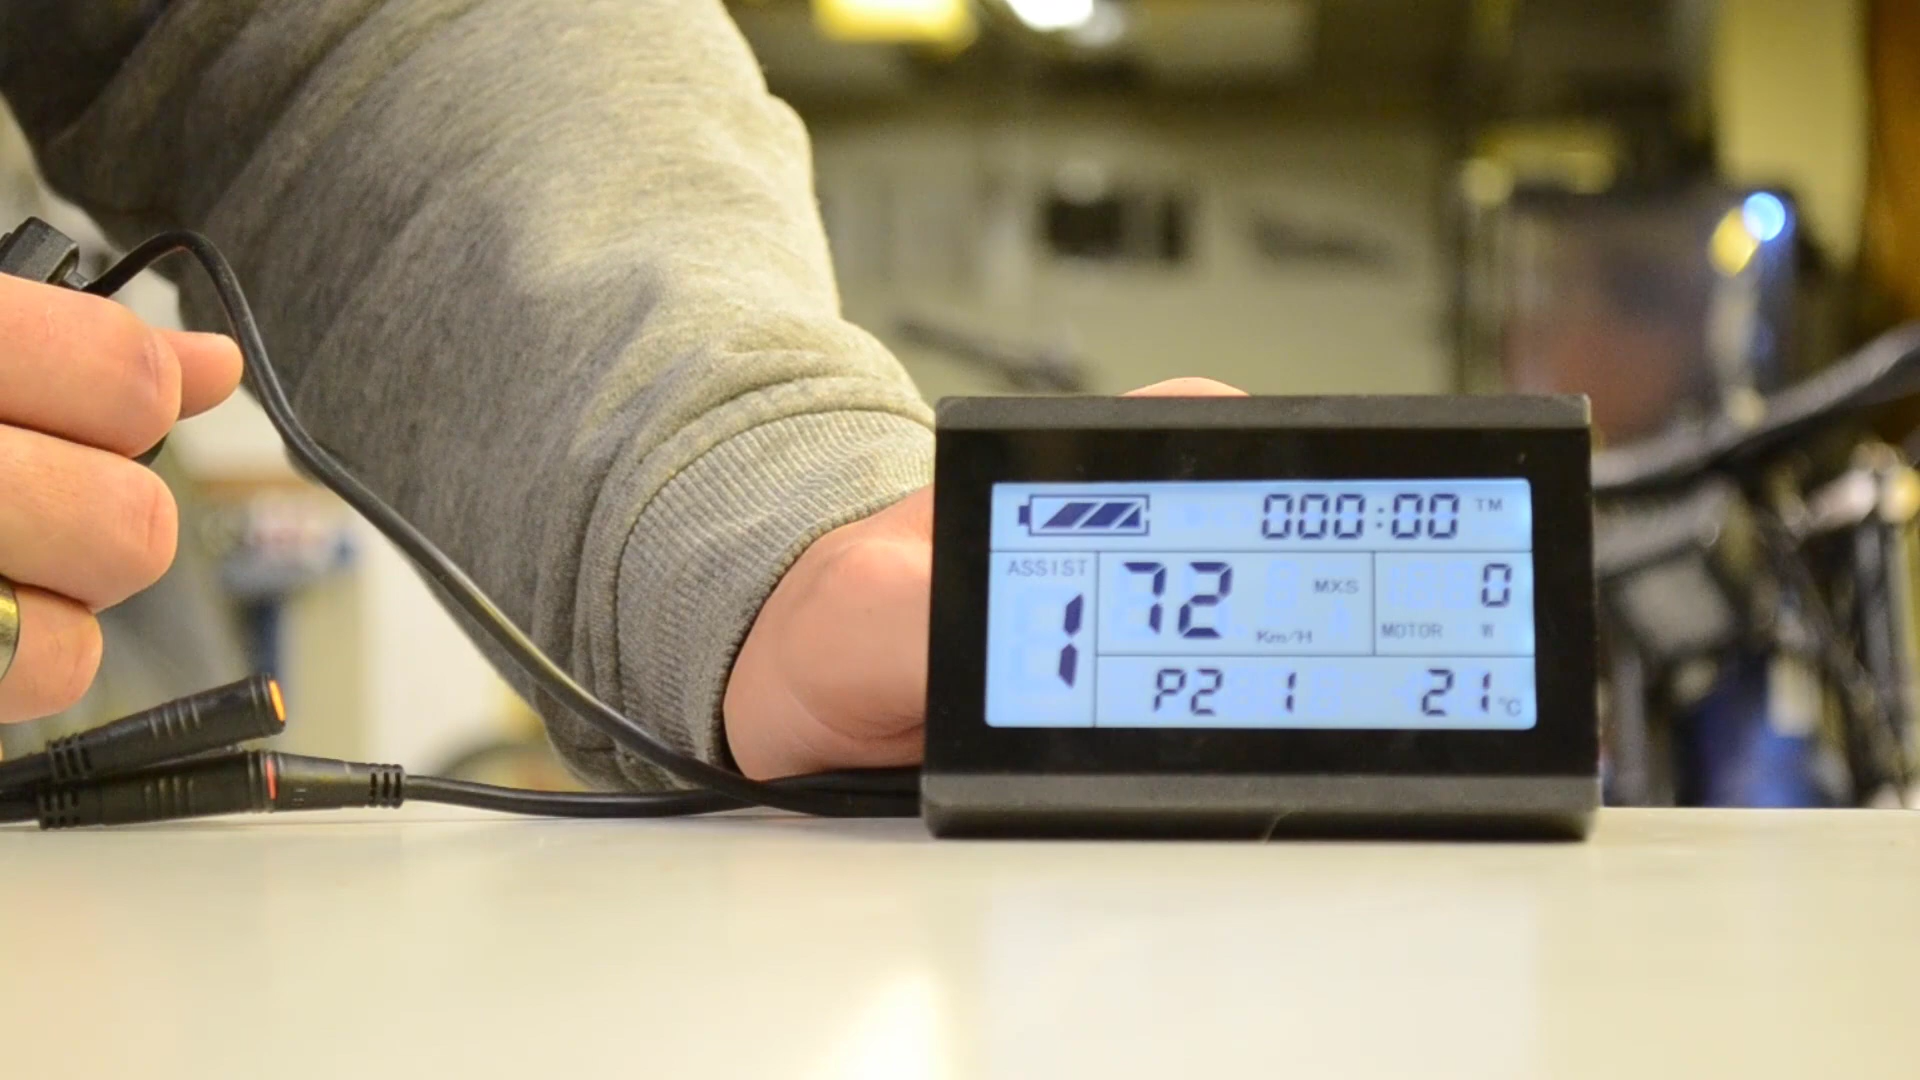 000:00 TM
ASSIST
1
72 MXS
Km/H
0
MOTOR W
P2 1 21 °C